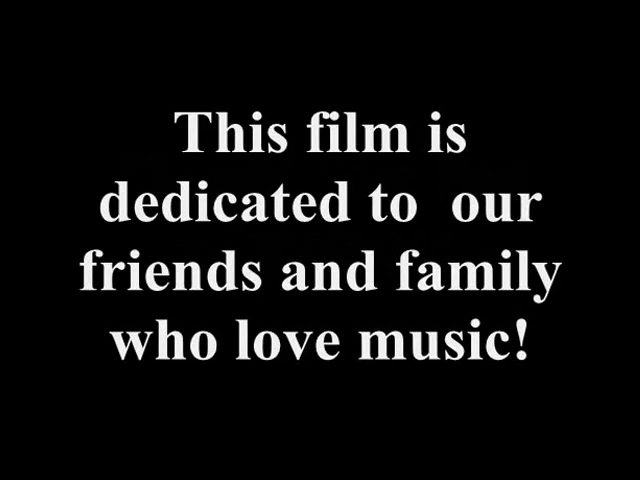 This film is
dedicated to  our
friends and family
who love music!